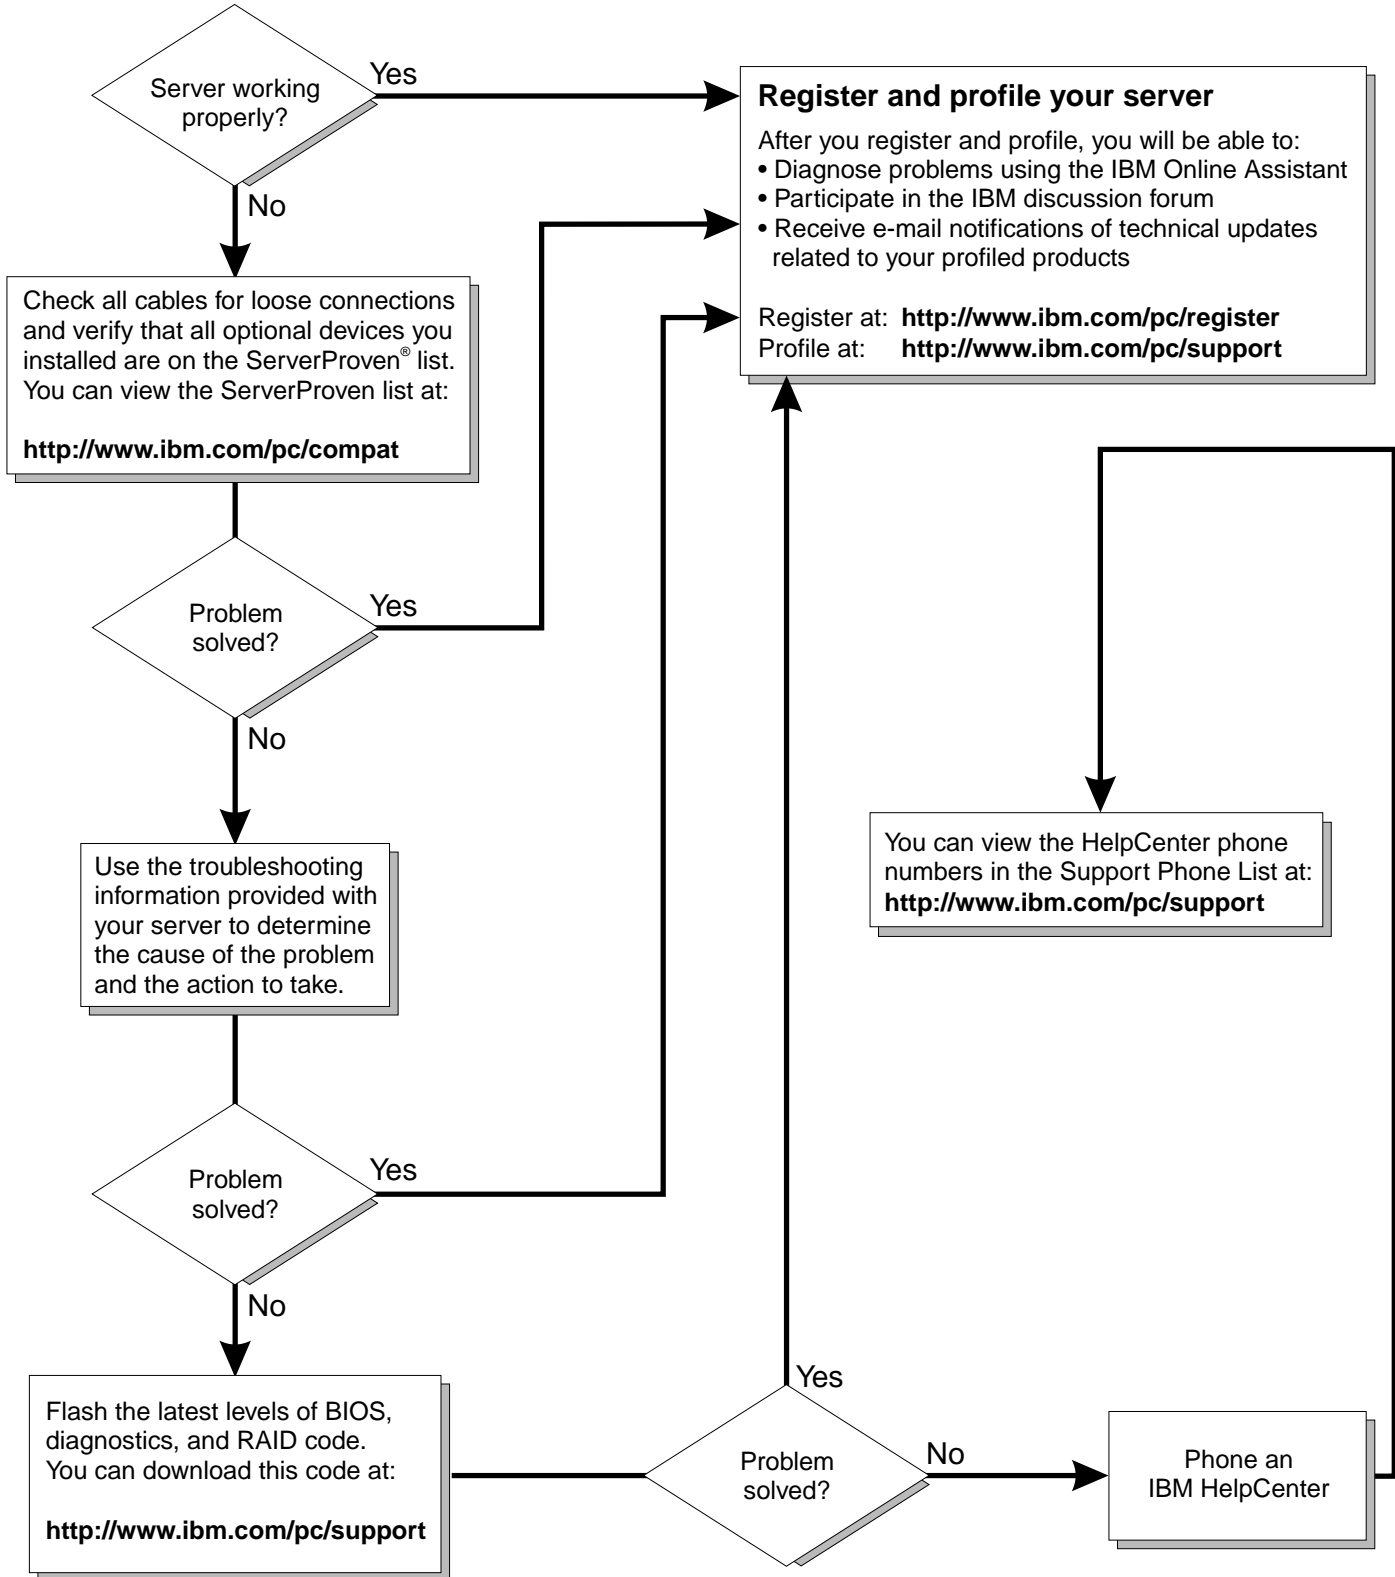 Server working
properly?
Yes
No
Register and profile your server
After you register and profile, you will be able to:
• Diagnose problems using the IBM Online Assistant
• Participate in the IBM discussion forum
• Receive e-mail notifications of technical updates
related to your profiled products
Register at: http://www.ibm.com/pc/register
Profile at: http://www.ibm.com/pc/support
Check all cables for loose connections
and verify that all optional devices you
installed are on the ServerProven® list.
You can view the ServerProven list at:
http://www.ibm.com/pc/compat
Problem
solved?
Yes
No
Use the troubleshooting
information provided with
your server to determine
the cause of the problem
and the action to take.
You can view the HelpCenter phone
numbers in the Support Phone List at:
http://www.ibm.com/pc/support
Problem
solved?
Yes
No
Flash the latest levels of BIOS,
diagnostics, and RAID code.
You can download this code at:
http://www.ibm.com/pc/support
Problem
solved?
Yes
No
Phone an
IBM HelpCenter